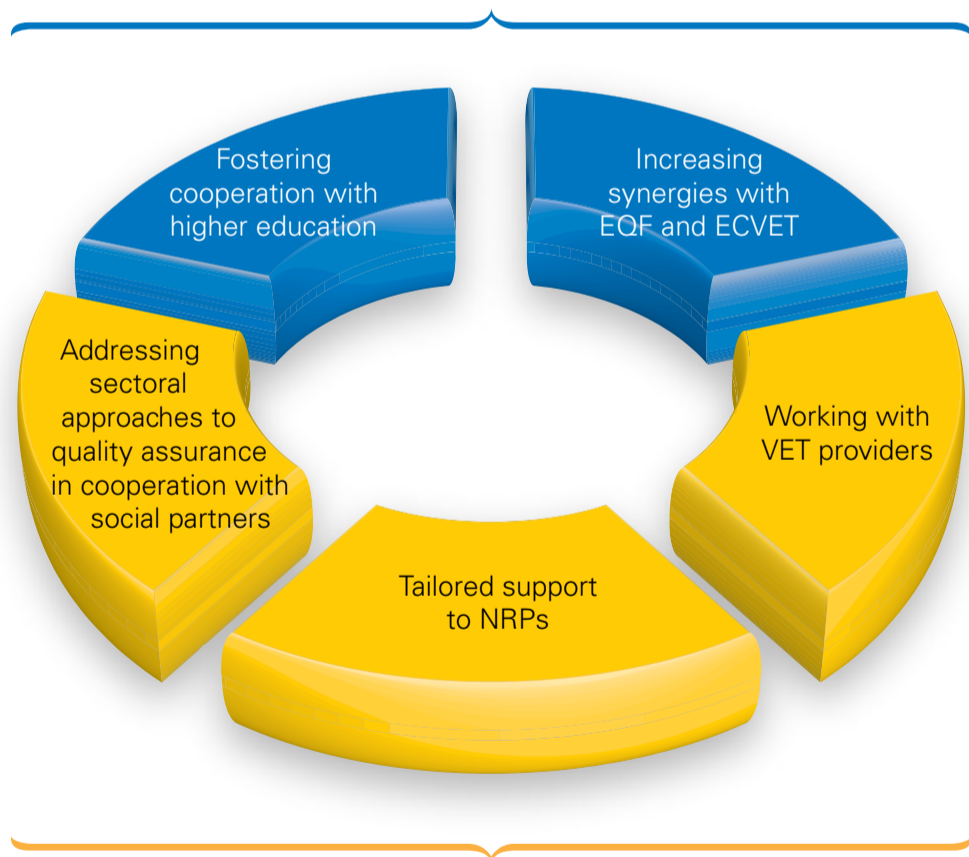 Fostering
cooperation with
higher education
Increasing
synergies with
EQF and ECVET
Addressing
sectoral
approaches to
quality assurance
in cooperation with
social partners
Working with
VET providers
Tailored support
to NRPs